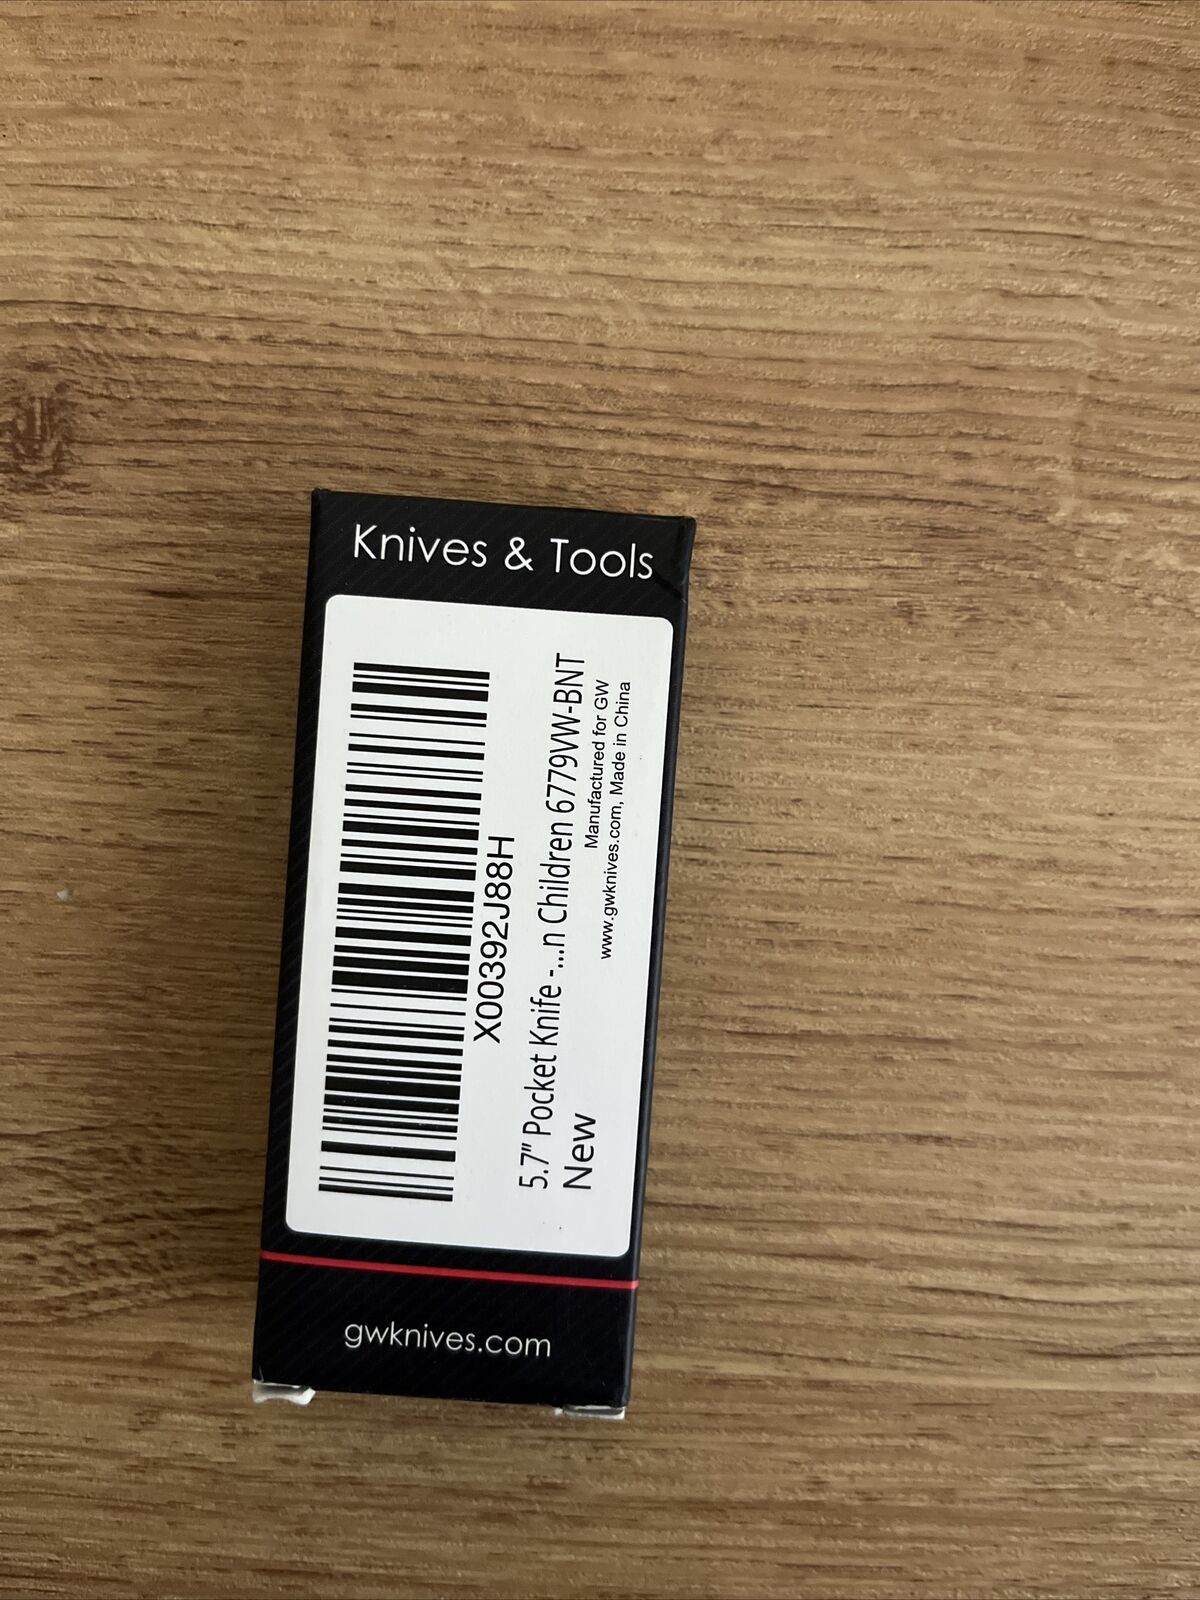 Knives & Tools
X00392J88H
5.7" Pocket Knife -...n Children 6779VW-BNT
New
Manufactured for GW
www.gwknives.com, Made in China
gwknives.com